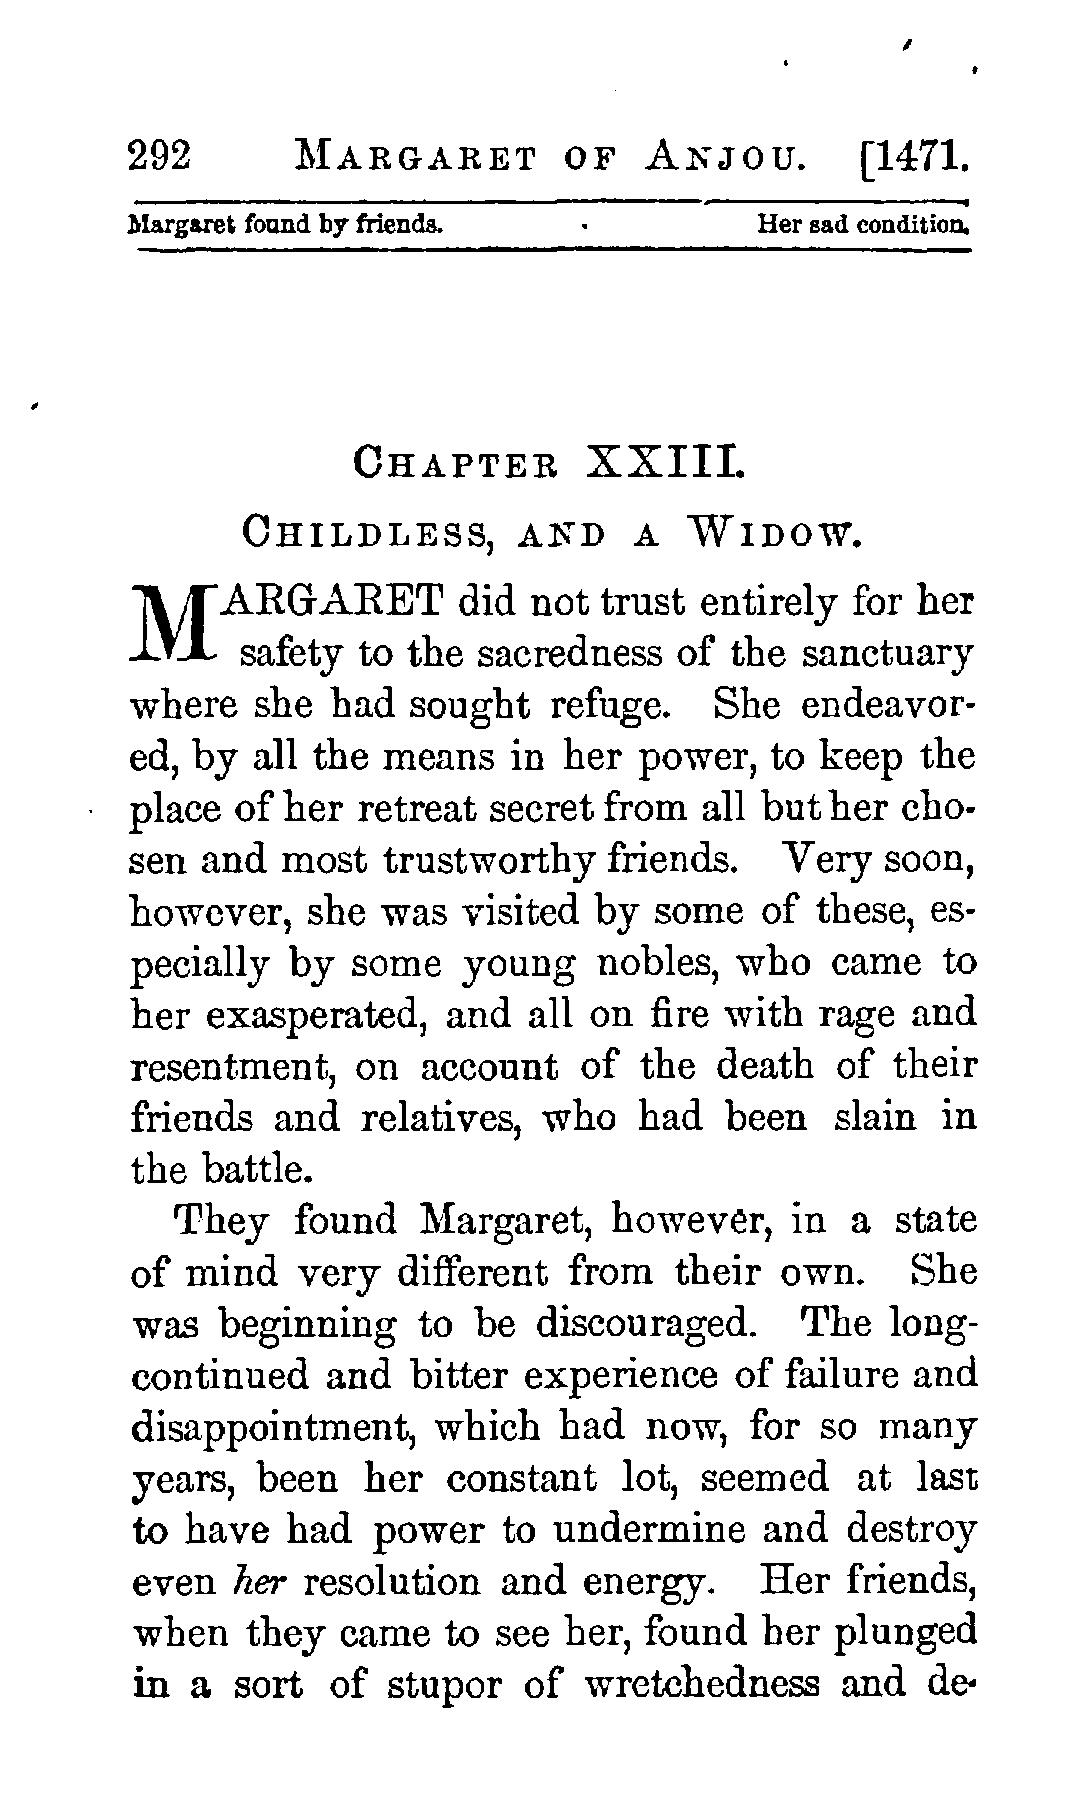 292 MARGARET OF ANJOU. [1471.
Margaret found by friends. Her sad condition.
CHAPTER XXIII.
CHILDLESS, AND A WIDOW.
MARGARET did not trust entirely for her
safety to the sacredness of the sanctuary
where she had sought refuge. She endeavor-
ed, by all the means in her power, to keep the
place of her retreat secret from all but her cho-
sen and most trustworthy friends. Very soon,
however, she was visited by some of these, es-
pecially by some young nobles, who came to
her exasperated, and all on fire with rage and
resentment, on account of the death of their
friends and relatives, who had been slain in
the battle.
They found Margaret, however, in a state
of mind very different from their own. She
was beginning to be discouraged. The long-
continued and bitter experience of failure and
disappointment, which had now, for so many
years, been her constant lot, seemed at last
to have had power to undermine and destroy
even her resolution and energy. Her friends,
when they came to see her, found her plunged
in a sort of stupor of wretchedness and de-